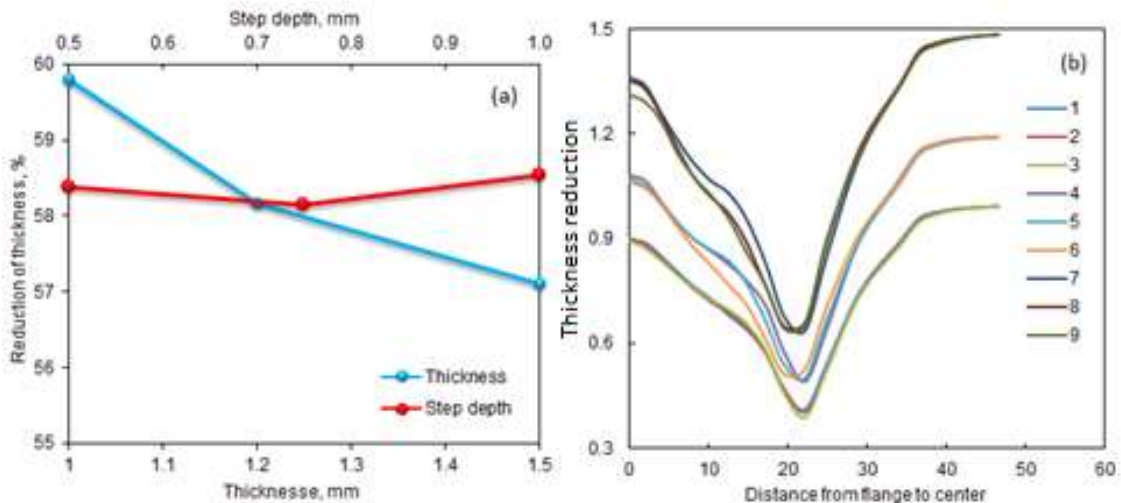 Step depth, mm
0.5 0.6 0.7 0.8 0.9 1.0
60
59
58
57
56
55
Reduction of thickness, %
(a)
Thickness
Step depth
1 1.1 1.2 1.3 1.4 1.5
Thicknesse, mm
1.5
1.2
0.9
0.6
0.3
Thickness reduction
(b)
1
2
3
4
5
6
7
8
9
0 10 20 30 40 50 60
Distance from flange to center